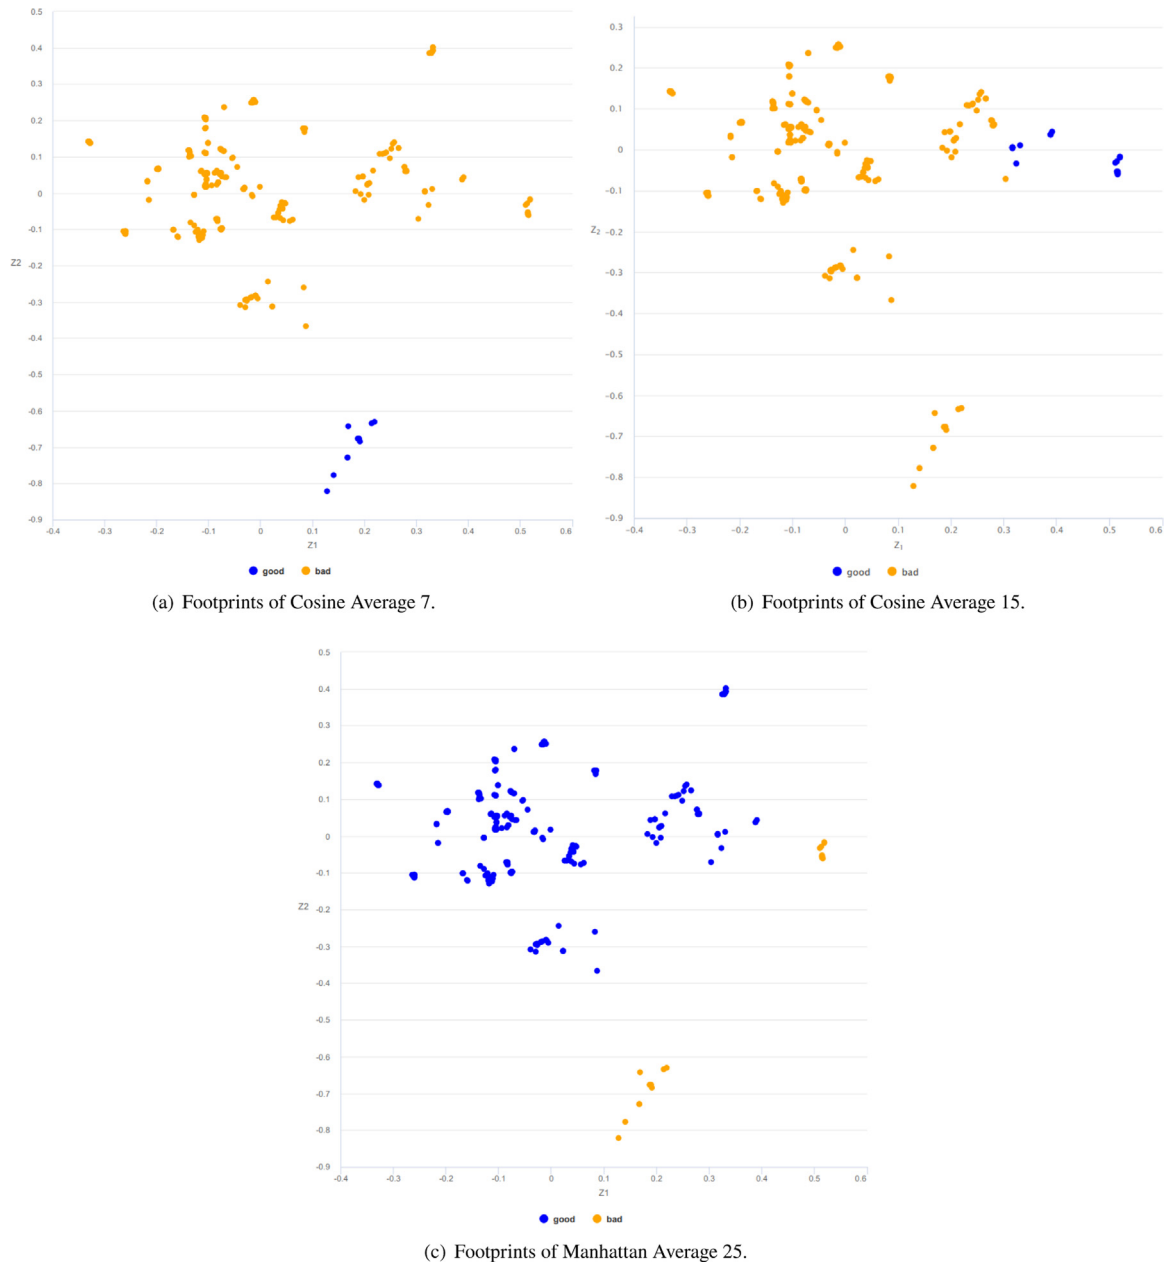 0.5
0.4
0.3
0.2
0.1
0
-0.1
-0.2
-0.3
-0.4
-0.5
-0.6
-0.7
-0.8
-0.9
Z2
-0.4 -0.3 -0.2 -0.1 0 0.1 0.2 0.3 0.4 0.5 0.6
Z1
good bad
(a) Footprints of Cosine Average 7.
0.3
0.2
0.1
0
−0.1
−0.2
−0.3
−0.4
−0.5
−0.6
−0.7
−0.8
−0.9
Z2
−0.4 −0.3 −0.2 −0.1 0 0.1 0.2 0.3 0.4 0.5 0.6
Z1
good bad
(b) Footprints of Cosine Average 15.
0.5
0.4
0.3
0.2
0.1
0
-0.1
-0.2
-0.3
-0.4
-0.5
-0.6
-0.7
-0.8
-0.9
Z2
-0.4 -0.3 -0.2 -0.1 0 0.1 0.2 0.3 0.4 0.5 0.6
Z1
good bad
(c) Footprints of Manhattan Average 25.